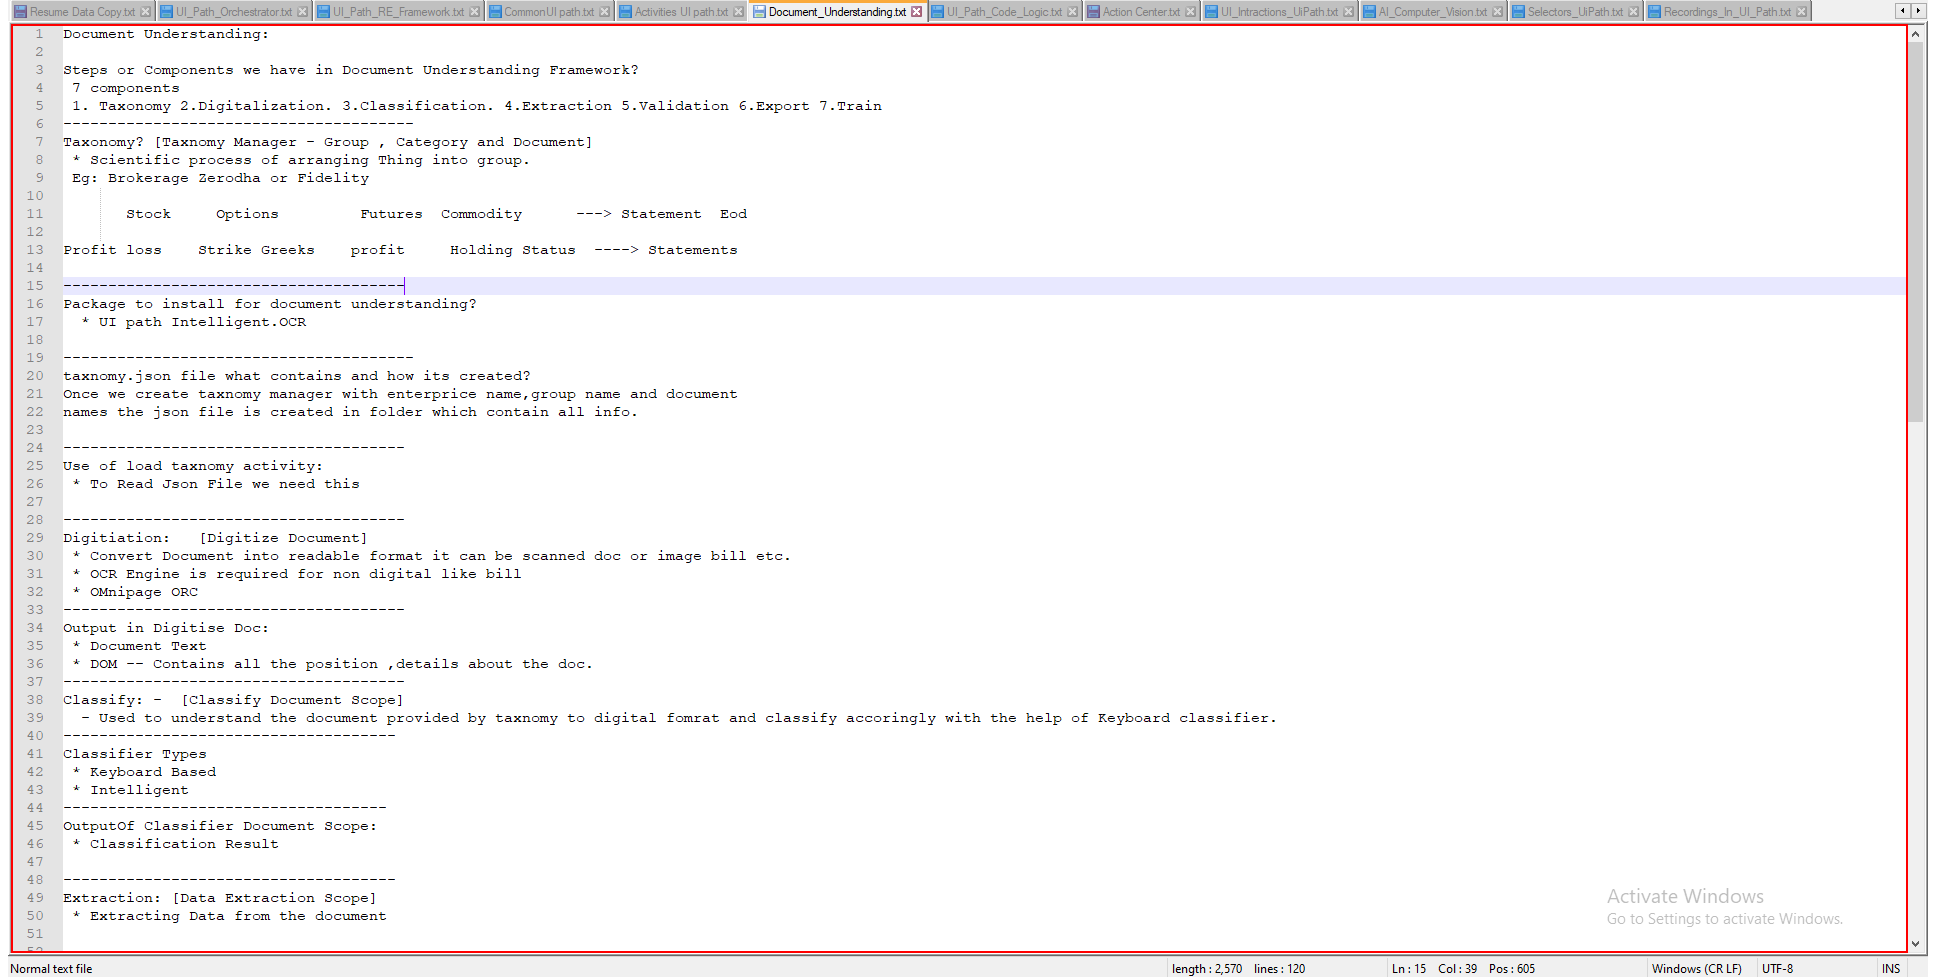 Resume Data Copy.txt UI_Path_Orchestrator.txt UI_Path_RE_Framework.txt CommonUI path.txt Activities UI path.txt Document_Understanding.txt UI_Path_Code_Logic.txt Action Center.txt UI_Intractions_UiPath.txt AI_Computer_Vision.txt Selectors_UiPath.txt Recordings_In_UI_Path.txt
1 Document Understanding:
2
3 Steps or Components we have in Document Understanding Framework?
4 7 components
5 1. Taxonomy 2.Digitalization. 3.Classification. 4.Extraction 5.Validation 6.Export 7.Train
6 ---------------------------------------
7 Taxonomy? [Taxnomy Manager - Group , Category and Document]
8 * Scientific process of arranging Thing into group.
9 Eg: Brokerage Zerodha or Fidelity
10
11 Stock Options Futures Commodity ---> Statement Eod
12
13 Profit loss Strike Greeks profit Holding Status ----> Statements
14
15 --------------------------------------
16 Package to install for document understanding?
17 * UI path Intelligent.OCR
18
19 ---------------------------------------
20 taxnomy.json file what contains and how its created?
21 Once we create taxnomy manager with enterprice name,group name and document
22 names the json file is created in folder which contain all info.
23
24 --------------------------------------
25 Use of load taxnomy activity:
26 * To Read Json File we need this
27
28 --------------------------------------
29 Digitiation: [Digitize Document]
30 * Convert Document into readable format it can be scanned doc or image bill etc.
31 * OCR Engine is required for non digital like bill
32 * OMnipage ORC
33 --------------------------------------
34 Output in Digitise Doc:
35 * Document Text
36 * DOM -- Contains all the position ,details about the doc.
37 --------------------------------------
38 Classify: - [Classify Document Scope]
39 - Used to understand the document provided by taxnomy to digital fomrat and classify accoringly with the help of Keyboard classifier.
40 -------------------------------------
41 Classifier Types
42 * Keyboard Based
43 * Intelligent
44 ------------------------------------
45 OutputOf Classifier Document Scope:
46 * Classification Result
47
48 -------------------------------------
49 Extraction: [Data Extraction Scope]
50 * Extracting Data from the document
51
Activate Windows
Go to Settings to activate Windows.
Normal text file length : 2,570 lines : 120 Ln : 15 Col : 39 Pos : 605 Windows (CR LF) UTF-8 INS